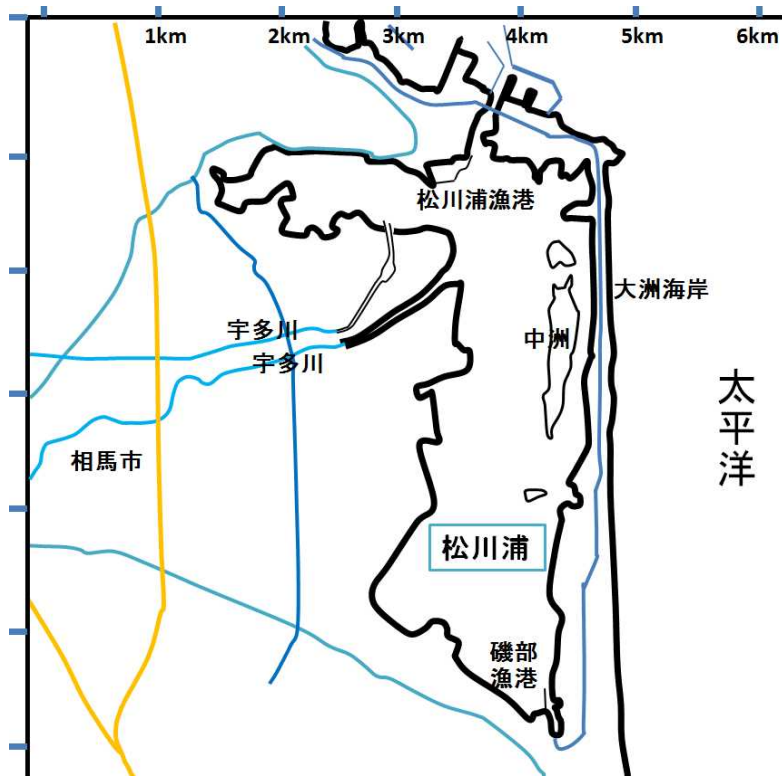 1km
2km
3km
4km
5km
6km
松川浦漁港
大洲海岸
宇多川
中洲
宇多川
太平洋
相馬市
松川浦
磯部
漁港